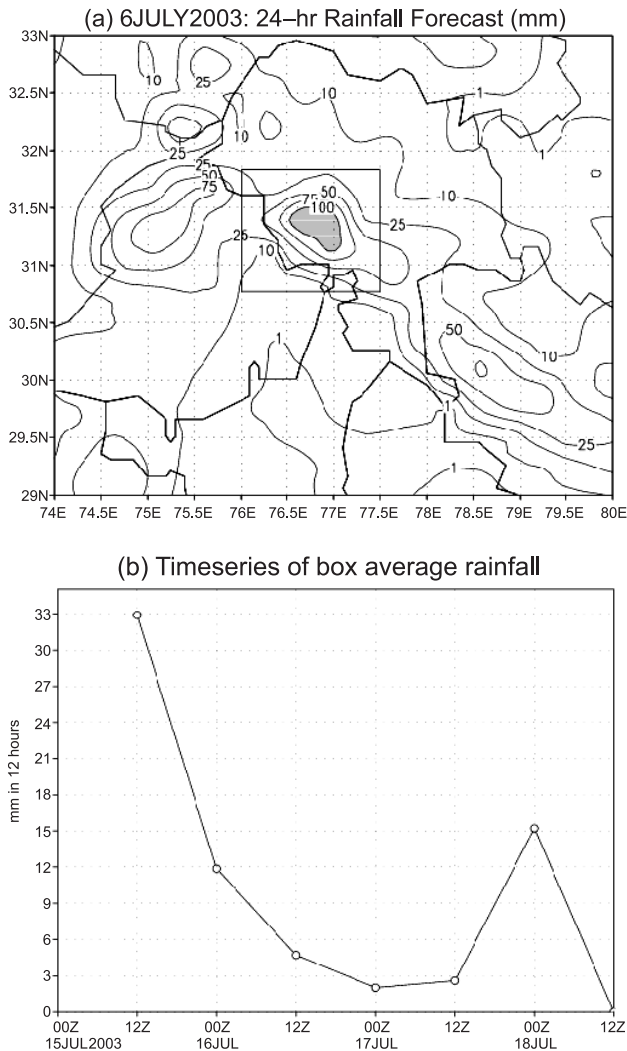 (a) 6JULY2003: 24–hr Rainfall Forecast (mm)
33N
32.5N
32N
31.5N
31N
30.5N
30N
29.5N
29N
74E 74.5E 75E 75.5E 76E 76.5E 77E 77.5E 78E 78.5E 79E 79.5E 80E
10
25
10
10
1
25
1
25
50
75
10
50
75
100
25
25
10
1
50
10
1
25
1
(b) Timeseries of box average rainfall
mm in 12 hours
33
30
27
24
21
18
15
12
9
6
3
0
00Z 12Z 00Z 12Z 00Z 12Z 00Z 12Z
15JUL2003 16JUL 17JUL 18JUL